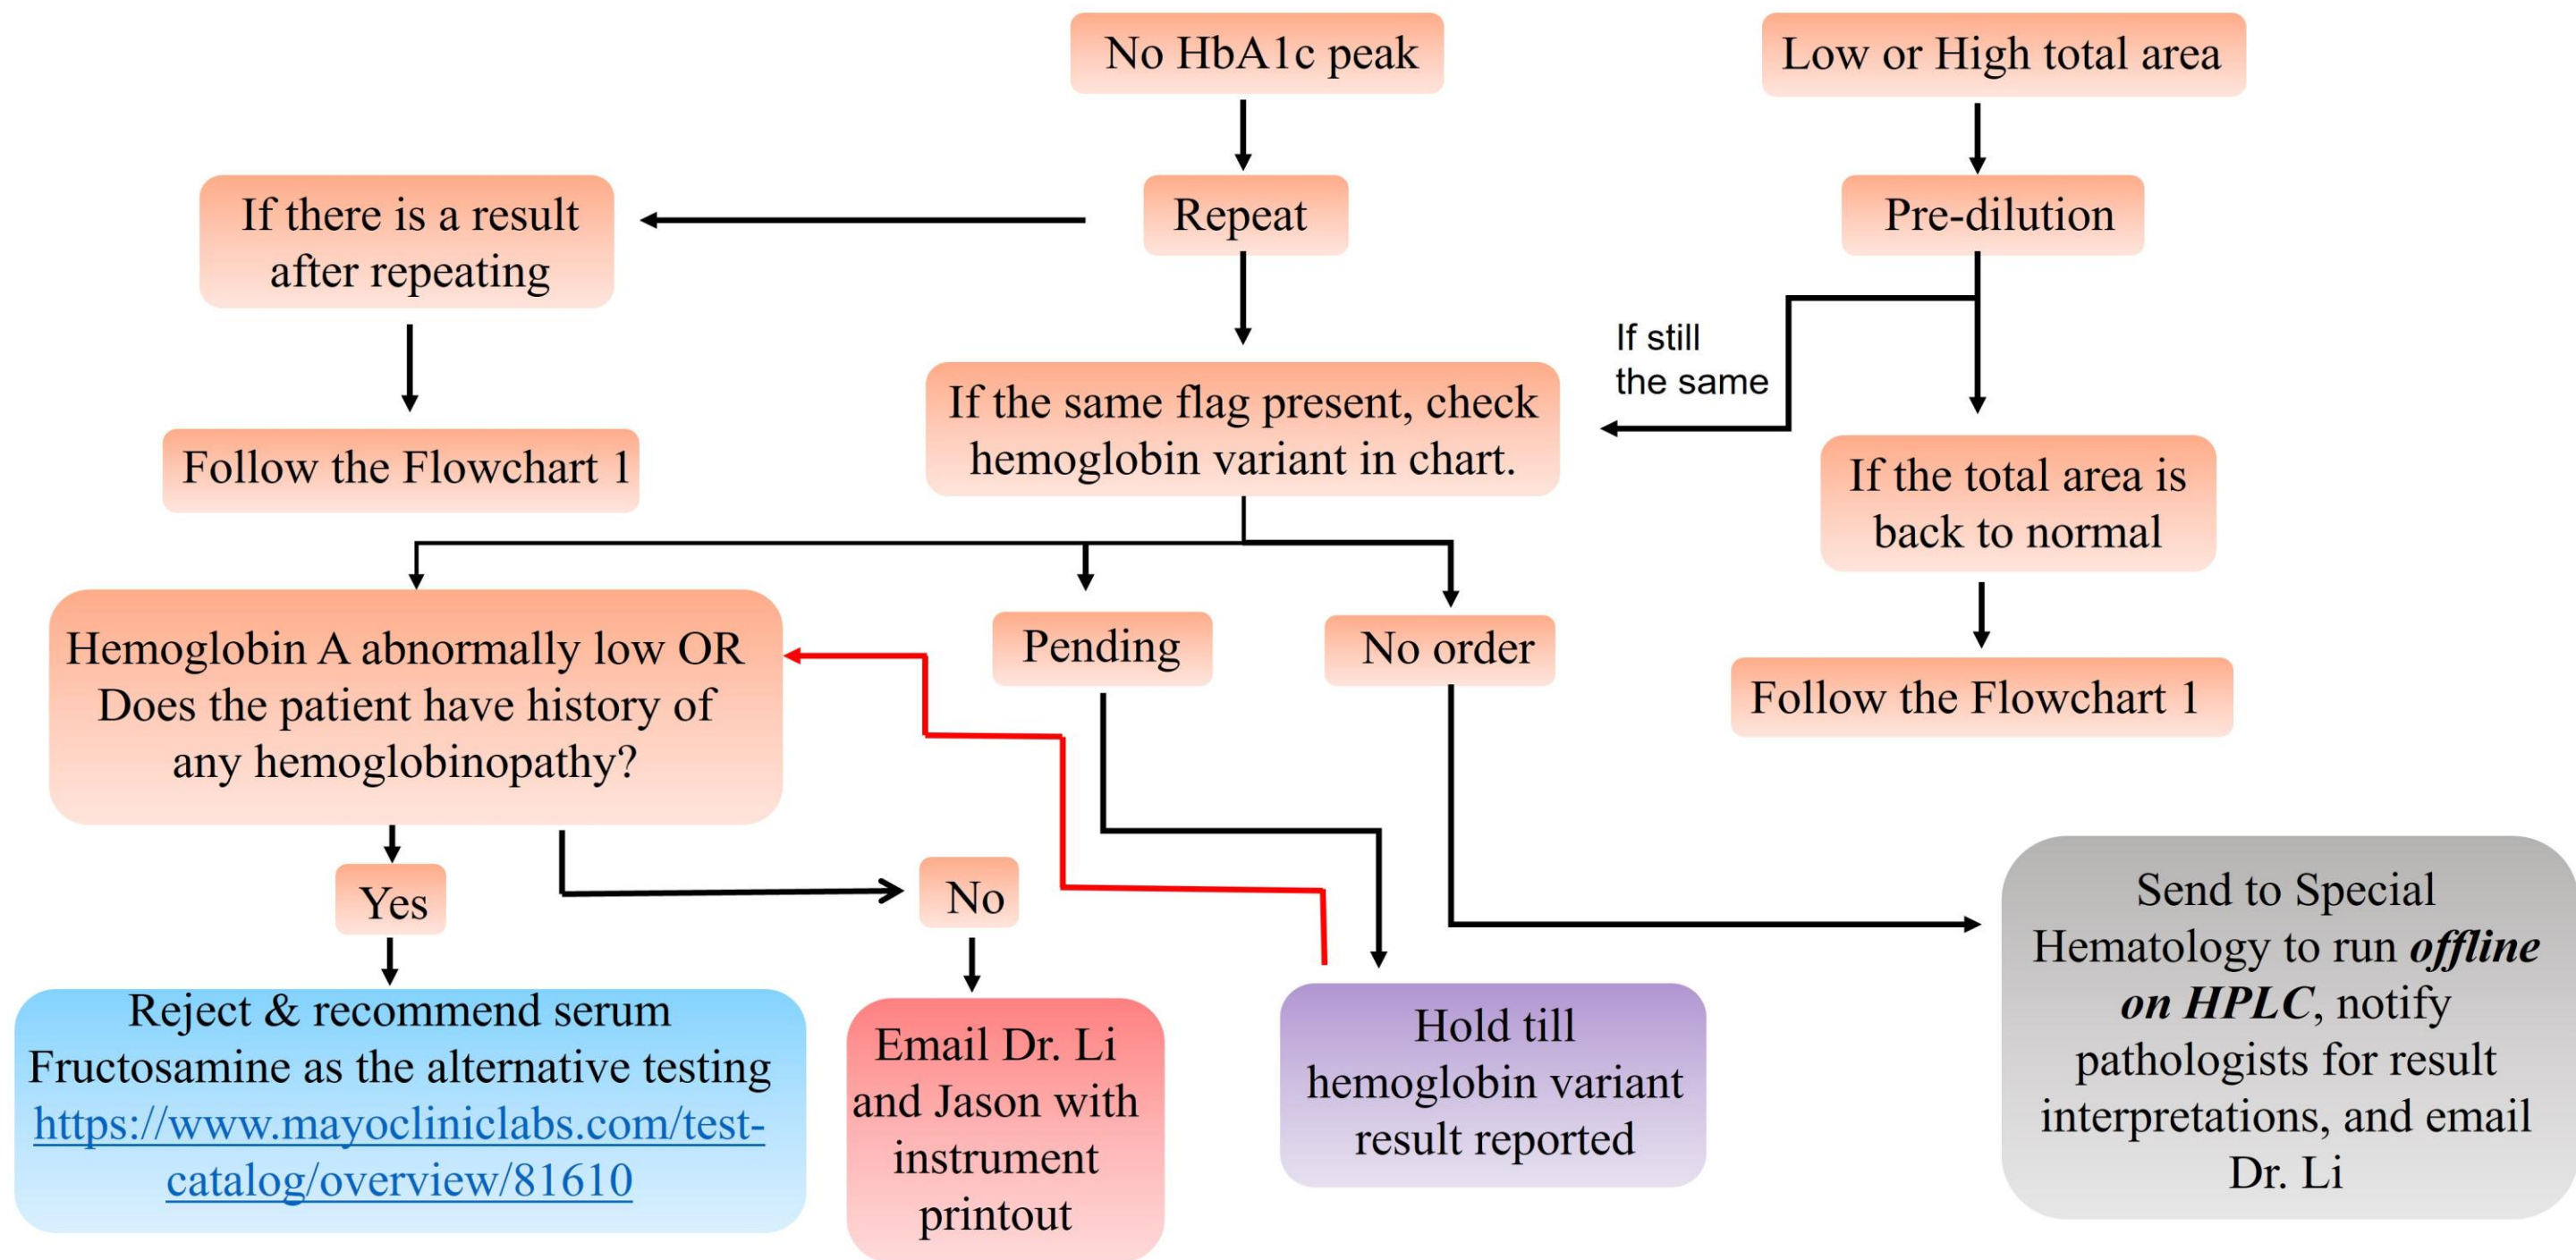 No HbA1c peak
Low or High total area
If there is a result
after repeating
Repeat
Pre-dilution
If still
the same
Follow the Flowchart 1
If the same flag present, check
hemoglobin variant in chart.
If the total area is
back to normal
Hemoglobin A abnormally low OR
Does the patient have history of
any hemoglobinopathy?
Pending
No order
Follow the Flowchart 1
Yes
No
Reject & recommend serum
Fructosamine as the alternative testing
https://www.mayocliniclabs.com/test-
catalog/overview/81610
Email Dr. Li
and Jason with
instrument
printout
Hold till
hemoglobin variant
result reported
Send to Special
Hematology to run offline
on HPLC, notify
pathologists for result
interpretations, and email
Dr. Li